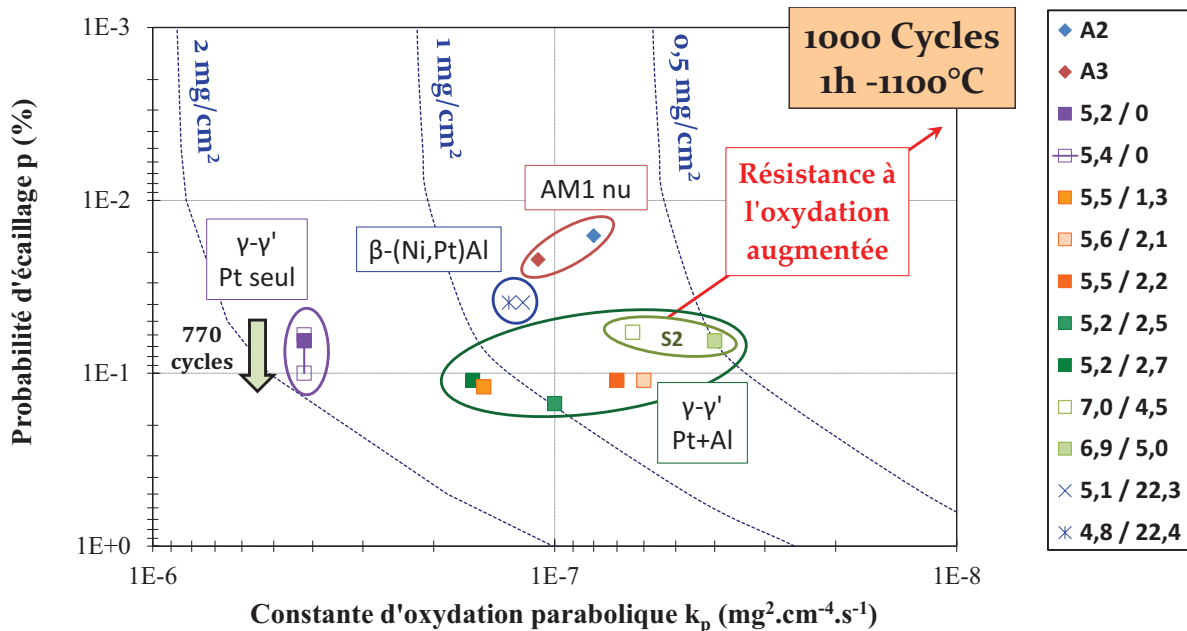 1E-3
1E-2
1E-1
1E+0
Probabilité d'écaillage p (%)
2 mg/cm²
1 mg/cm²
0,5 mg/cm²
1000 Cycles
1h -1100°C
AM1 nu
Résistance à
l'oxydation
augmentée
γ-γ'
Pt seul
β-(Ni,Pt)Al
770
cycles
S2
γ-γ'
Pt+Al
1E-6
1E-7
1E-8
Constante d'oxydation parabolique kₚ (mg².cm⁻⁴.s⁻¹)
A2
A3
5,2 / 0
5,4 / 0
5,5 / 1,3
5,6 / 2,1
5,5 / 2,2
5,2 / 2,5
5,2 / 2,7
7,0 / 4,5
6,9 / 5,0
5,1 / 22,3
4,8 / 22,4